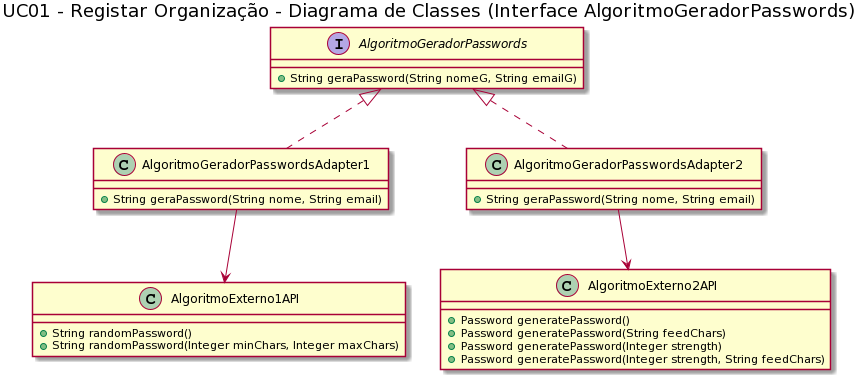 UC01 - Registar Organização - Diagrama de Classes (Interface AlgoritmoGeradorPasswords)
I AlgoritmoGeradorPasswords
String geraPassword(String nomeG, String emailG)
C AlgoritmoGeradorPasswordsAdapter1
String geraPassword(String nome, String email)
C AlgoritmoGeradorPasswordsAdapter2
String geraPassword(String nome, String email)
C AlgoritmoExterno1API
String randomPassword()
String randomPassword(Integer minChars, Integer maxChars)
C AlgoritmoExterno2API
Password generatePassword()
Password generatePassword(String feedChars)
Password generatePassword(Integer strength)
Password generatePassword(Integer strength, String feedChars)